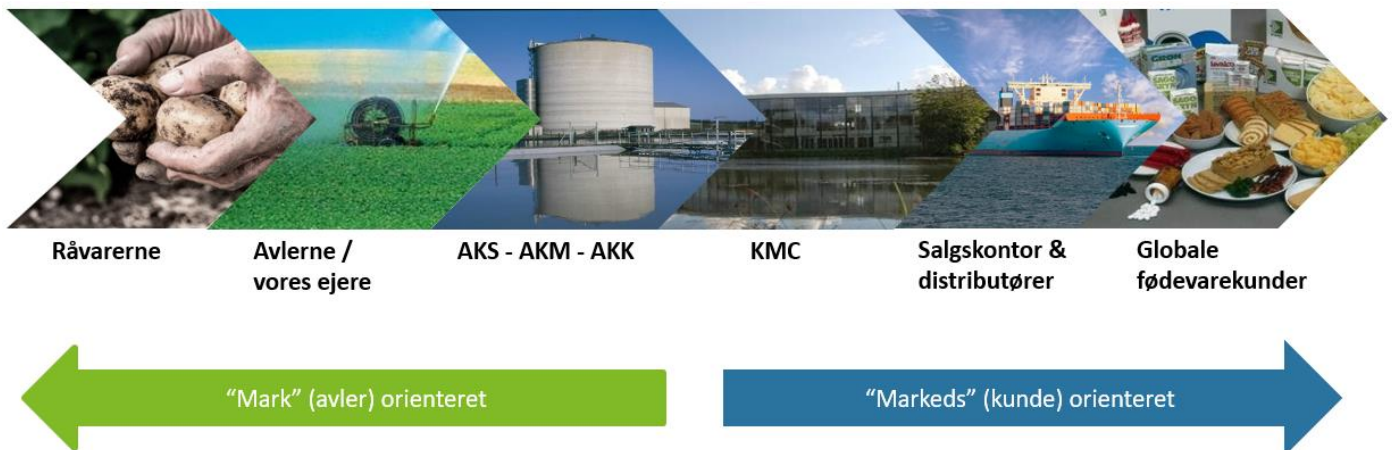 Råvarerne
Avlerne /
vores ejere
AKS - AKM - AKK
KMC
Salgskontor &
distributører
Globale
fødevarekunder
“Mark” (avler) orienteret
“Markeds” (kunde) orienteret